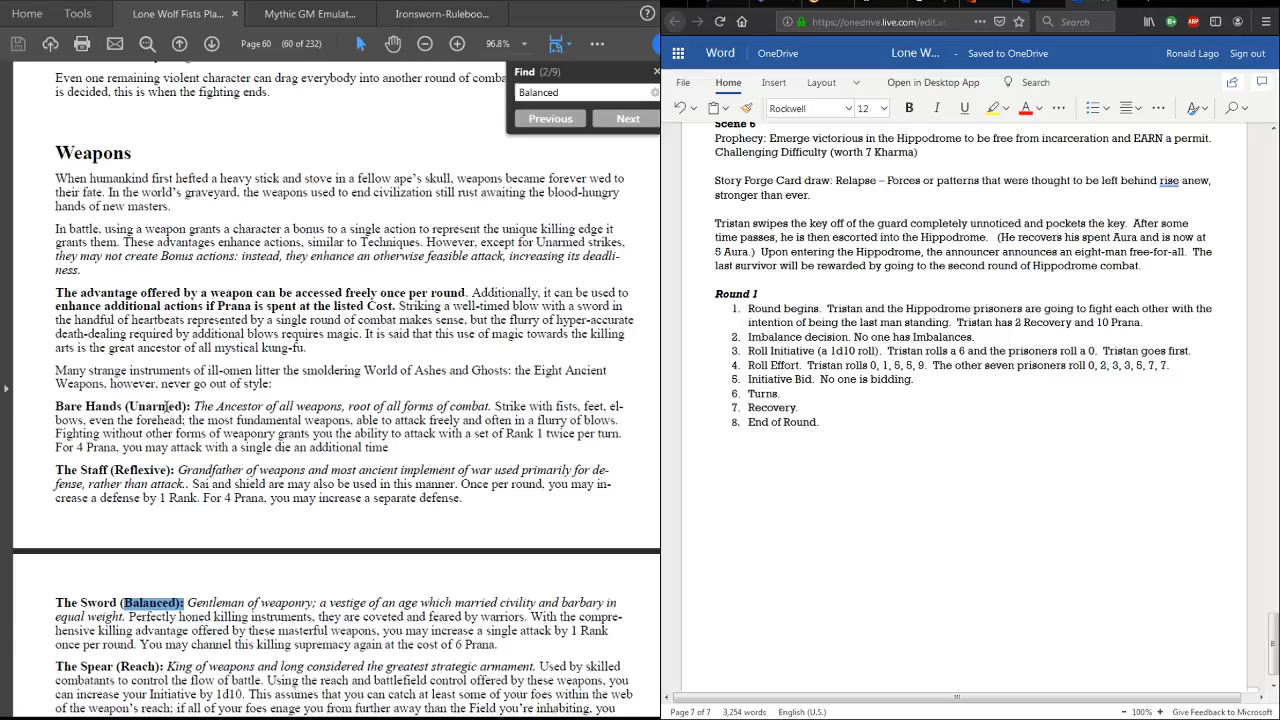 Home
Tools
Lone Wolf Fists Pla... ×
Mythic GM Emulat...
Ironsworn-Ruleboo...
Page 60 (60 of 232)
96.8%
Find (2/9)
Balanced
Previous
Next
Even one remaining violent character can drag everybody into another round of comba
is decided, this is when the fighting ends.
Weapons
When humankind first hefted a heavy stick and stove in a fellow ape's skull, weapons became forever wed to
their fate. In the world's graveyard, the weapons used to end civilization still rust awaiting the blood-hungry
hands of new masters.
In battle, using a weapon grants a character a bonus to a single action to represent the unique killing edge it
grants them. These advantages enhance actions, similar to Techniques. However, except for Unarmed strikes,
they may not create Bonus actions: instead, they enhance an otherwise feasible attack, increasing its deadli-
ness.
The advantage offered by a weapon can be accessed freely once per round. Additionally, it can be used to
enhance additional actions if Prana is spent at the listed Cost. Striking a well-timed blow with a sword in
the handful of heartbeats represented by a single round of combat makes sense, but the flurry of hyper-accurate
death-dealing required by additional blows requires magic. It is said that this use of magic towards the killing
arts is the great ancestor of all mystical kung-fu.
Many strange instruments of ill-omen litter the smoldering World of Ashes and Ghosts: the Eight Ancient
Weapons, however, never go out of style:
Bare Hands (Unarmed): The Ancestor of all weapons, root of all forms of combat. Strike with fists, feet, el-
bows, even the forehead; the most fundamental weapons, able to attack freely and often in a flurry of blows.
Fighting without other forms of weaponry grants you the ability to attack with a set of Rank 1 twice per turn.
For 4 Prana, you may attack with a single die an additional time
The Staff (Reflexive): Grandfather of weapons and most ancient implement of war used primarily for de-
fense, rather than attack.. Sai and shield are may also be used in this manner. Once per round, you may in-
crease a defense by 1 Rank. For 4 Prana, you may increase a separate defense.
The Sword (Balanced): Gentleman of weaponry; a vestige of an age which married civility and barbary in
equal weight. Perfectly honed killing instruments, they are coveted and feared by warriors. With the compre-
hensive killing advantage offered by these masterful weapons, you may increase a single attack by 1 Rank
once per round. You may channel this killing supremacy again at the cost of 6 Prana.
The Spear (Reach): King of weapons and long considered the greatest strategic armament. Used by skilled
combatants to control the flow of battle. Using the reach and battlefield control offered by these weapons, you
can increase your Initiative by 1d10. This assumes that you can catch at least some of your foes within the web
of the weapon's reach; if all of your foes enage you from further away than the Field you're inhabiting, you
https://onedrive.live.com/edit.a
Search
Word
OneDrive
Lone W... - Saved to OneDrive
Ronald Lago
Sign out
File
Home
Insert
Layout
Open in Desktop App
Search
Rockwell
12
B I U A
Scene 6
Prophecy: Emerge victorious in the Hippodrome to be free from incarceration and EARN a permit.
Challenging Difficulty (worth 7 Kharma)
Story Forge Card draw: Relapse – Forces or patterns that were thought to be left behind rise anew,
stronger than ever.
Tristan swipes the key off of the guard completely unnoticed and pockets the key. After some
time passes, he is then escorted into the Hippodrome. (He recovers his spent Aura and is now at
5 Aura.) Upon entering the Hippodrome, the announcer announces an eight-man free-for-all. The
last survivor will be rewarded by going to the second round of Hippodrome combat.
Round 1
1. Round begins. Tristan and the Hippodrome prisoners are going to fight each other with the
intention of being the last man standing. Tristan has 2 Recovery and 10 Prana.
2. Imbalance decision. No one has Imbalances.
3. Roll Initiative (a 1d10 roll). Tristan rolls a 6 and the prisoners roll a 0. Tristan goes first.
4. Roll Effort. Tristan rolls 0, 1, 5, 5, 9. The other seven prisoners roll 0, 2, 3, 3, 5, 7, 7.
5. Initiative Bid. No one is bidding.
6. Turns.
7. Recovery.
8. End of Round.
Page 7 of 7
3,254 words
English (U.S.)
− 100% +
Give Feedback to Microsoft